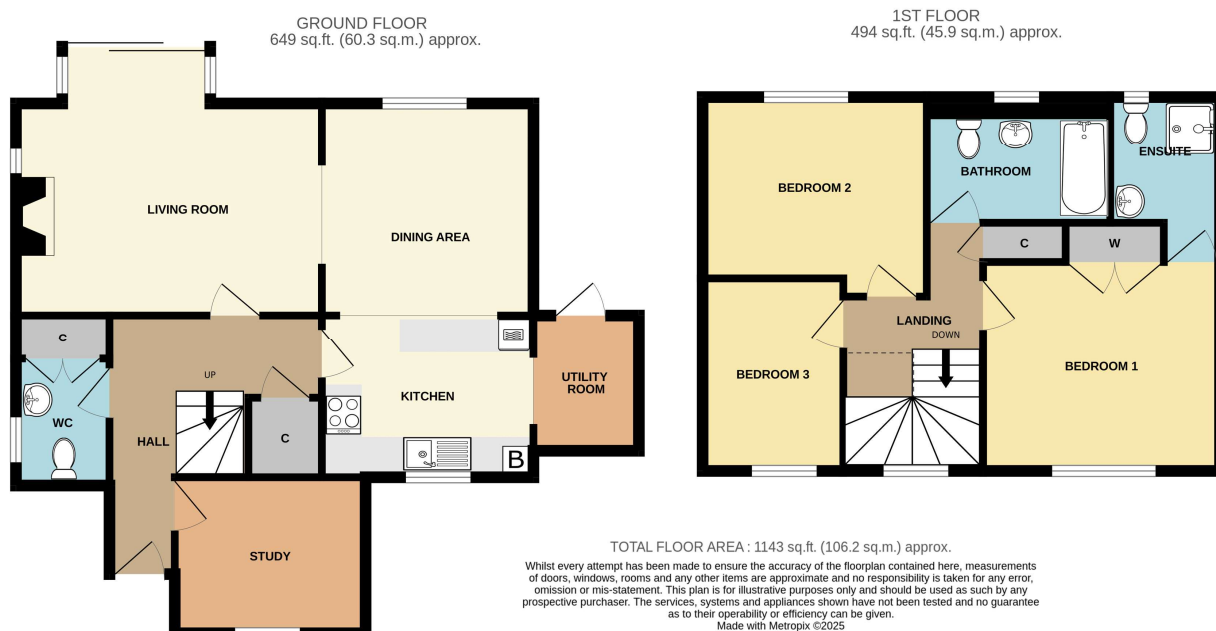 GROUND FLOOR
649 sq.ft. (60.3 sq.m.) approx.
LIVING ROOM
DINING AREA
C
WC
UP
HALL
C
KITCHEN
B
UTILITY
ROOM
STUDY
1ST FLOOR
494 sq.ft. (45.9 sq.m.) approx.
BEDROOM 2
BATHROOM
ENSUITE
C
W
LANDING
DOWN
BEDROOM 3
BEDROOM 1
TOTAL FLOOR AREA : 1143 sq.ft. (106.2 sq.m.) approx.
Whilst every attempt has been made to ensure the accuracy of the floorplan contained here, measurements
of doors, windows, rooms and any other items are approximate and no responsibility is taken for any error,
omission or mis-statement. This plan is for illustrative purposes only and should be used as such by any
prospective purchaser. The services, systems and appliances shown have not been tested and no guarantee
as to their operability or efficiency can be given.
Made with Metropix ©2025